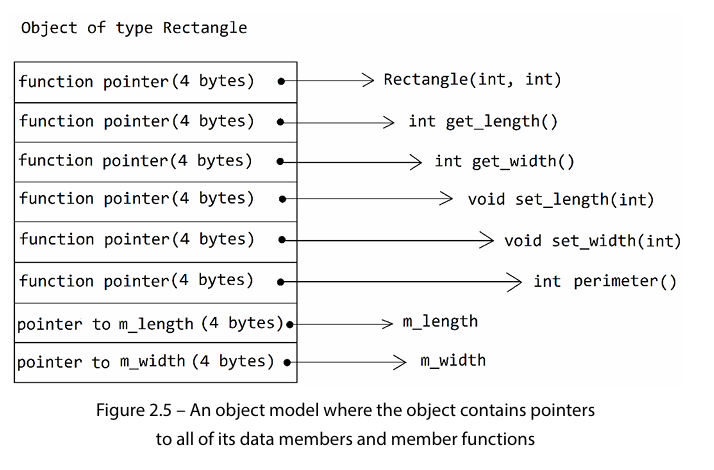 Object of type Rectangle
function pointer(4 bytes) Rectangle(int, int)
function pointer(4 bytes) int get_length()
function pointer(4 bytes) int get_width()
function pointer(4 bytes) void set_length(int)
function pointer(4 bytes) void set_width(int)
function pointer(4 bytes) int perimeter()
pointer to m_length (4 bytes) m_length
pointer to m_width (4 bytes) m_width
Figure 2.5 – An object model where the object contains pointers
to all of its data members and member functions